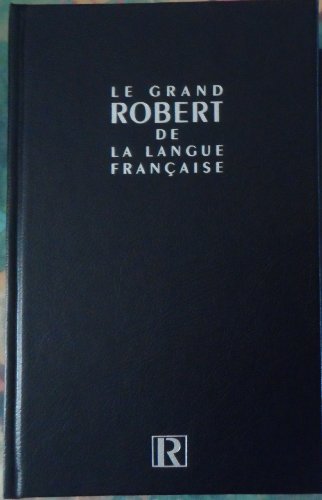 LE GRAND
ROBERT
DE
LA LANGUE
FRANÇAISE
R